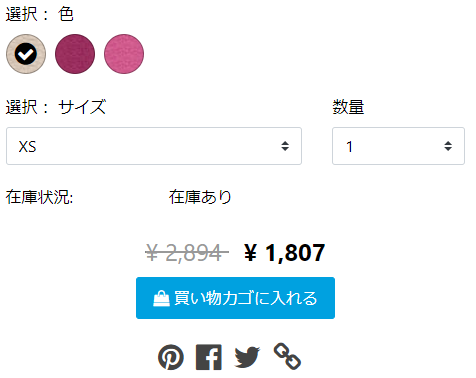 選択： 色
選択： サイズ 数量
XS 1
在庫状況: 在庫あり
¥ 2,894 ¥ 1,807
買い物カゴに入れる